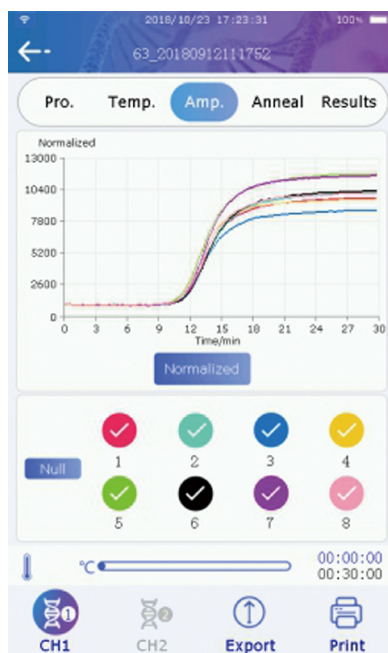 2018/10/23 17:23:31 100%
63_20180912111752
Pro. Temp. Amp. Anneal Results
Normalized
13000
10400
7800
5200
2600
0
0 3 6 9 12 15 18 21 24 27 30
Time/min
Normalized
1 2 3 4
Null
5 6 7 8
°C 00:00:00
00:30:00
CH1 CH2 Export Print